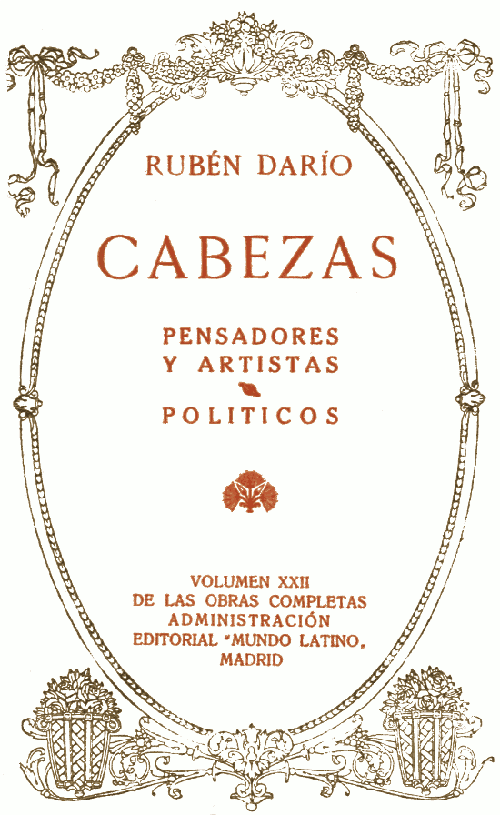 RUBÉN DARÍO
CABEZAS
PENSADORES
Y ARTISTAS
POLITICOS
VOLUMEN XXII
DE LAS OBRAS COMPLETAS
ADMINISTRACIÓN
EDITORIAL "MUNDO LATINO„
MADRID